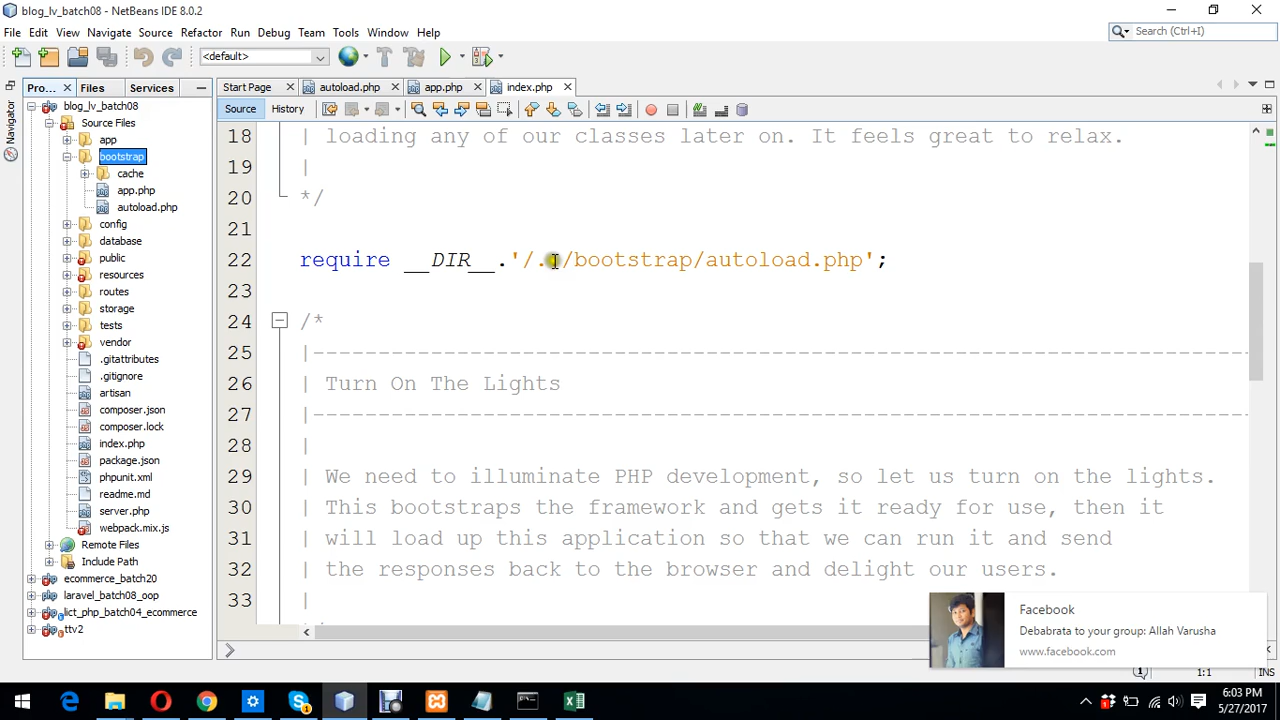 blog_lv_batch08 - NetBeans IDE 8.0.2
File Edit View Navigate Source Refactor Run Debug Team Tools Window Help
Search (Ctrl+I)
<default>
Pro... Files Services
Start Page autoload.php app.php index.php
Navigator
Source History
blog_lv_batch08
Source Files
app
bootstrap
cache
app.php
autoload.php
config
database
public
resources
routes
storage
tests
vendor
.gitattributes
.gitignore
artisan
composer.json
composer.lock
index.php
package.json
phpunit.xml
readme.md
server.php
webpack.mix.js
Remote Files
Include Path
ecommerce_batch20
laravel_batch08_oop
lict_php_batch04_ecommerce
ttv2
18 | loading any of our classes later on. It feels great to relax.
19 |
20 */
21
22 require __DIR__.'/../bootstrap/autoload.php';
23
24 /*
25 |--------------------------------------------------------------------------
26 | Turn On The Lights
27 |--------------------------------------------------------------------------
28 |
29 | We need to illuminate PHP development, so let us turn on the lights.
30 | This bootstraps the framework and gets it ready for use, then it
31 | will load up this application so that we can run it and send
32 | the responses back to the browser and delight our users.
33 |
Facebook
Debabrata to your group: Allah Varusha
www.facebook.com
1:1 INS
6:03 PM
5/27/2017